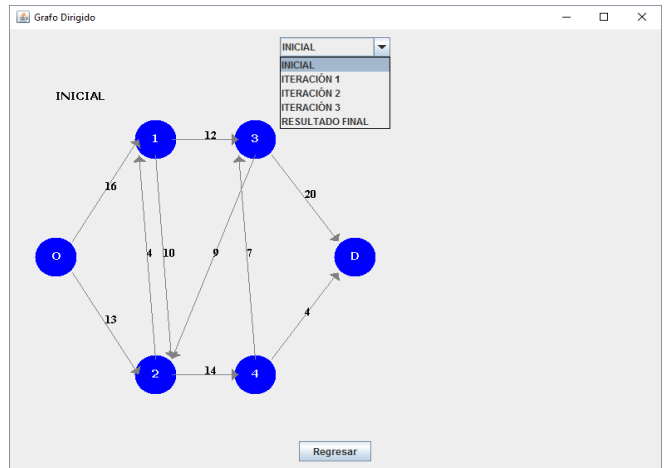 Grafo Dirigido
INICIAL
INICIAL
ITERACIÓN 1
ITERACIÓN 2
ITERACIÓN 3
RESULTADO FINAL
INICIAL
1
12
3
16
20
O
4
10
9
7
D
13
4
2
14
4
Regresar